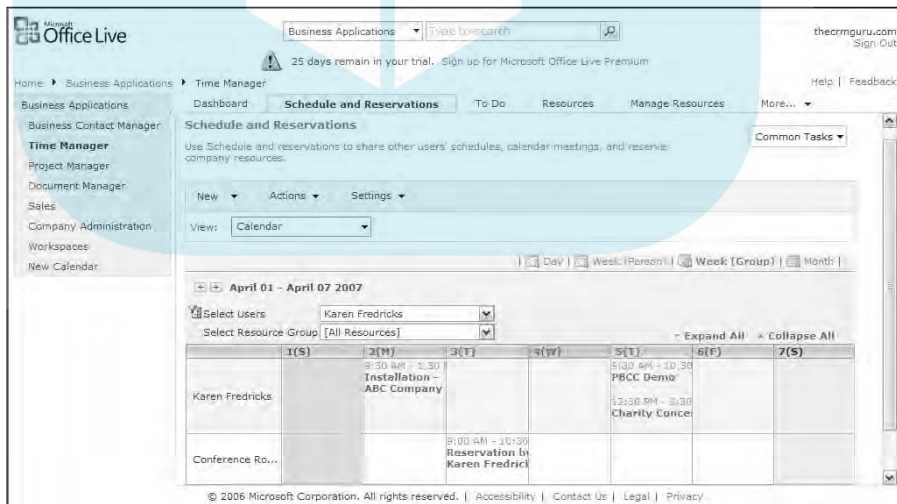 Microsoft
Office Live
Business Applications
Type to search
thecrmguru.com
Sign Out
25 days remain in your trial. Sign up for Microsoft Office Live Premium
Home Business Applications Time Manager
Help | Feedback
Business Applications
Business Contact Manager
Time Manager
Project Manager
Document Manager
Sales
Company Administration
Workspaces
New Calendar
Dashboard Schedule and Reservations To Do Resources Manage Resources More...
Schedule and Reservations
Common Tasks
Use Schedule and reservations to share other users' schedules, calendar meetings, and reserve
company resources.
New Actions Settings
View: Calendar
| Day | Week (Person) | Week (Group) | Month |
April 01 - April 07 2007
Select Users Karen Fredricks
Select Resource Group [All Resources]
Expand All Collapse All
1(S) 2(M) 3(T) 4(W) 5(T) 6(F) 7(S)
Karen Fredricks
9:30 AM - 1:30
Installation -
ABC Company
9:30 AM - 10:30
PBCC Demo
12:30 PM - 5:30
Charity Conce
Conference Ro...
9:00 AM - 10:30
Reservation by
Karen Fredric
© 2006 Microsoft Corporation. All rights reserved. | Accessibility | Contact Us | Legal | Privacy